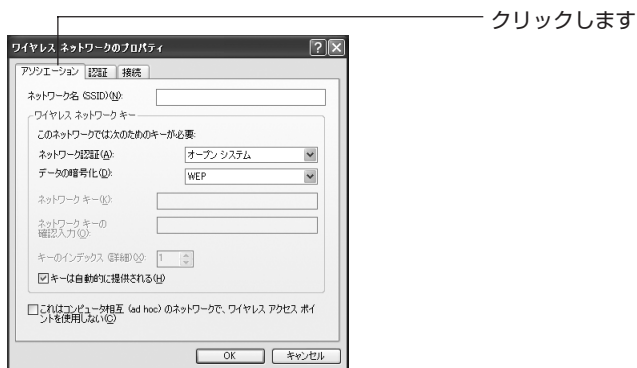 クリックします
ワイヤレス ネットワークのプロパティ
アソシエーション 認証 接続
ネットワーク名 (SSID)(N):
ワイヤレス ネットワーク キー
このネットワークでは次のためのキーが必要:
ネットワーク認証(A): オープン システム
データの暗号化(D): WEP
ネットワーク キー(K):
ネットワーク キーの
確認入力(O):
キーのインデックス (詳細)(X): 1
キーは自動的に提供される(H)
これはコンピュータ相互 (ad hoc) のネットワークで、ワイヤレス アクセス ポイ
ントを使用しない(C)
OK キャンセル